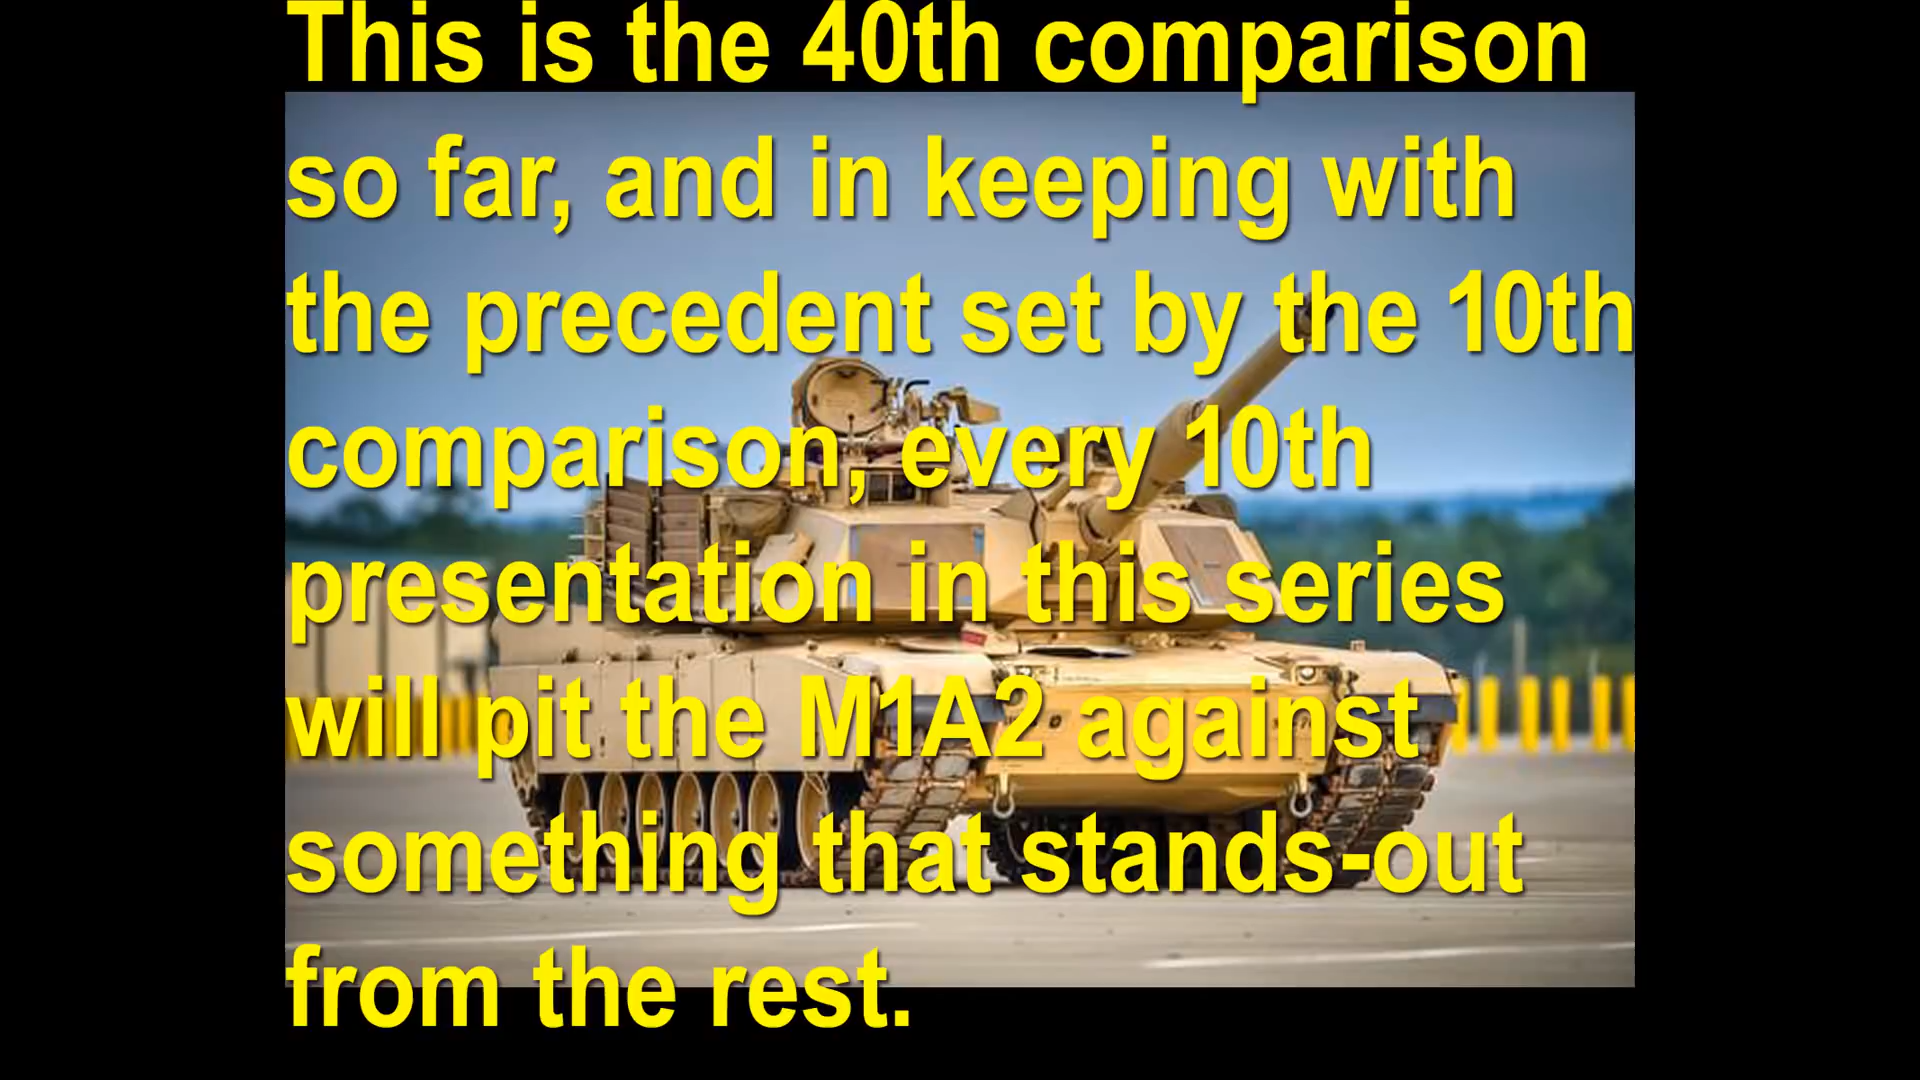 This is the 40th comparison
so far, and in keeping with
the precedent set by the 10th
comparison, every 10th
presentation in this series
will pit the M1A2 against
something that stands-out
from the rest.